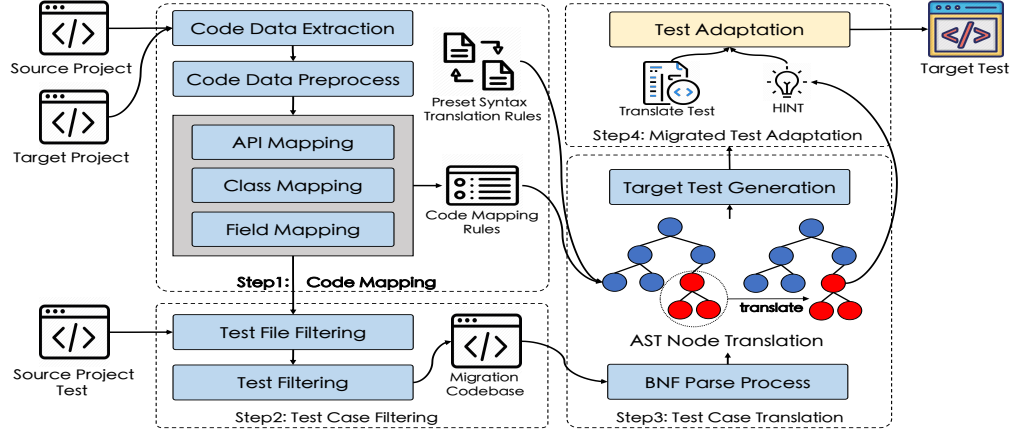 Source Project
Target Project
Code Data Extraction
Code Data Preprocess
API Mapping
Class Mapping
Field Mapping
Preset Syntax
Translation Rules
Code Mapping
Rules
Step1: Code Mapping
Source Project
Test
Test File Filtering
Test Filtering
Migration
Codebase
Step2: Test Case Filtering
Test Adaptation
Translate Test
HINT
Step4: Migrated Test Adaptation
Target Test
Target Test Generation
translate
AST Node Translation
BNF Parse Process
Step3: Test Case Translation